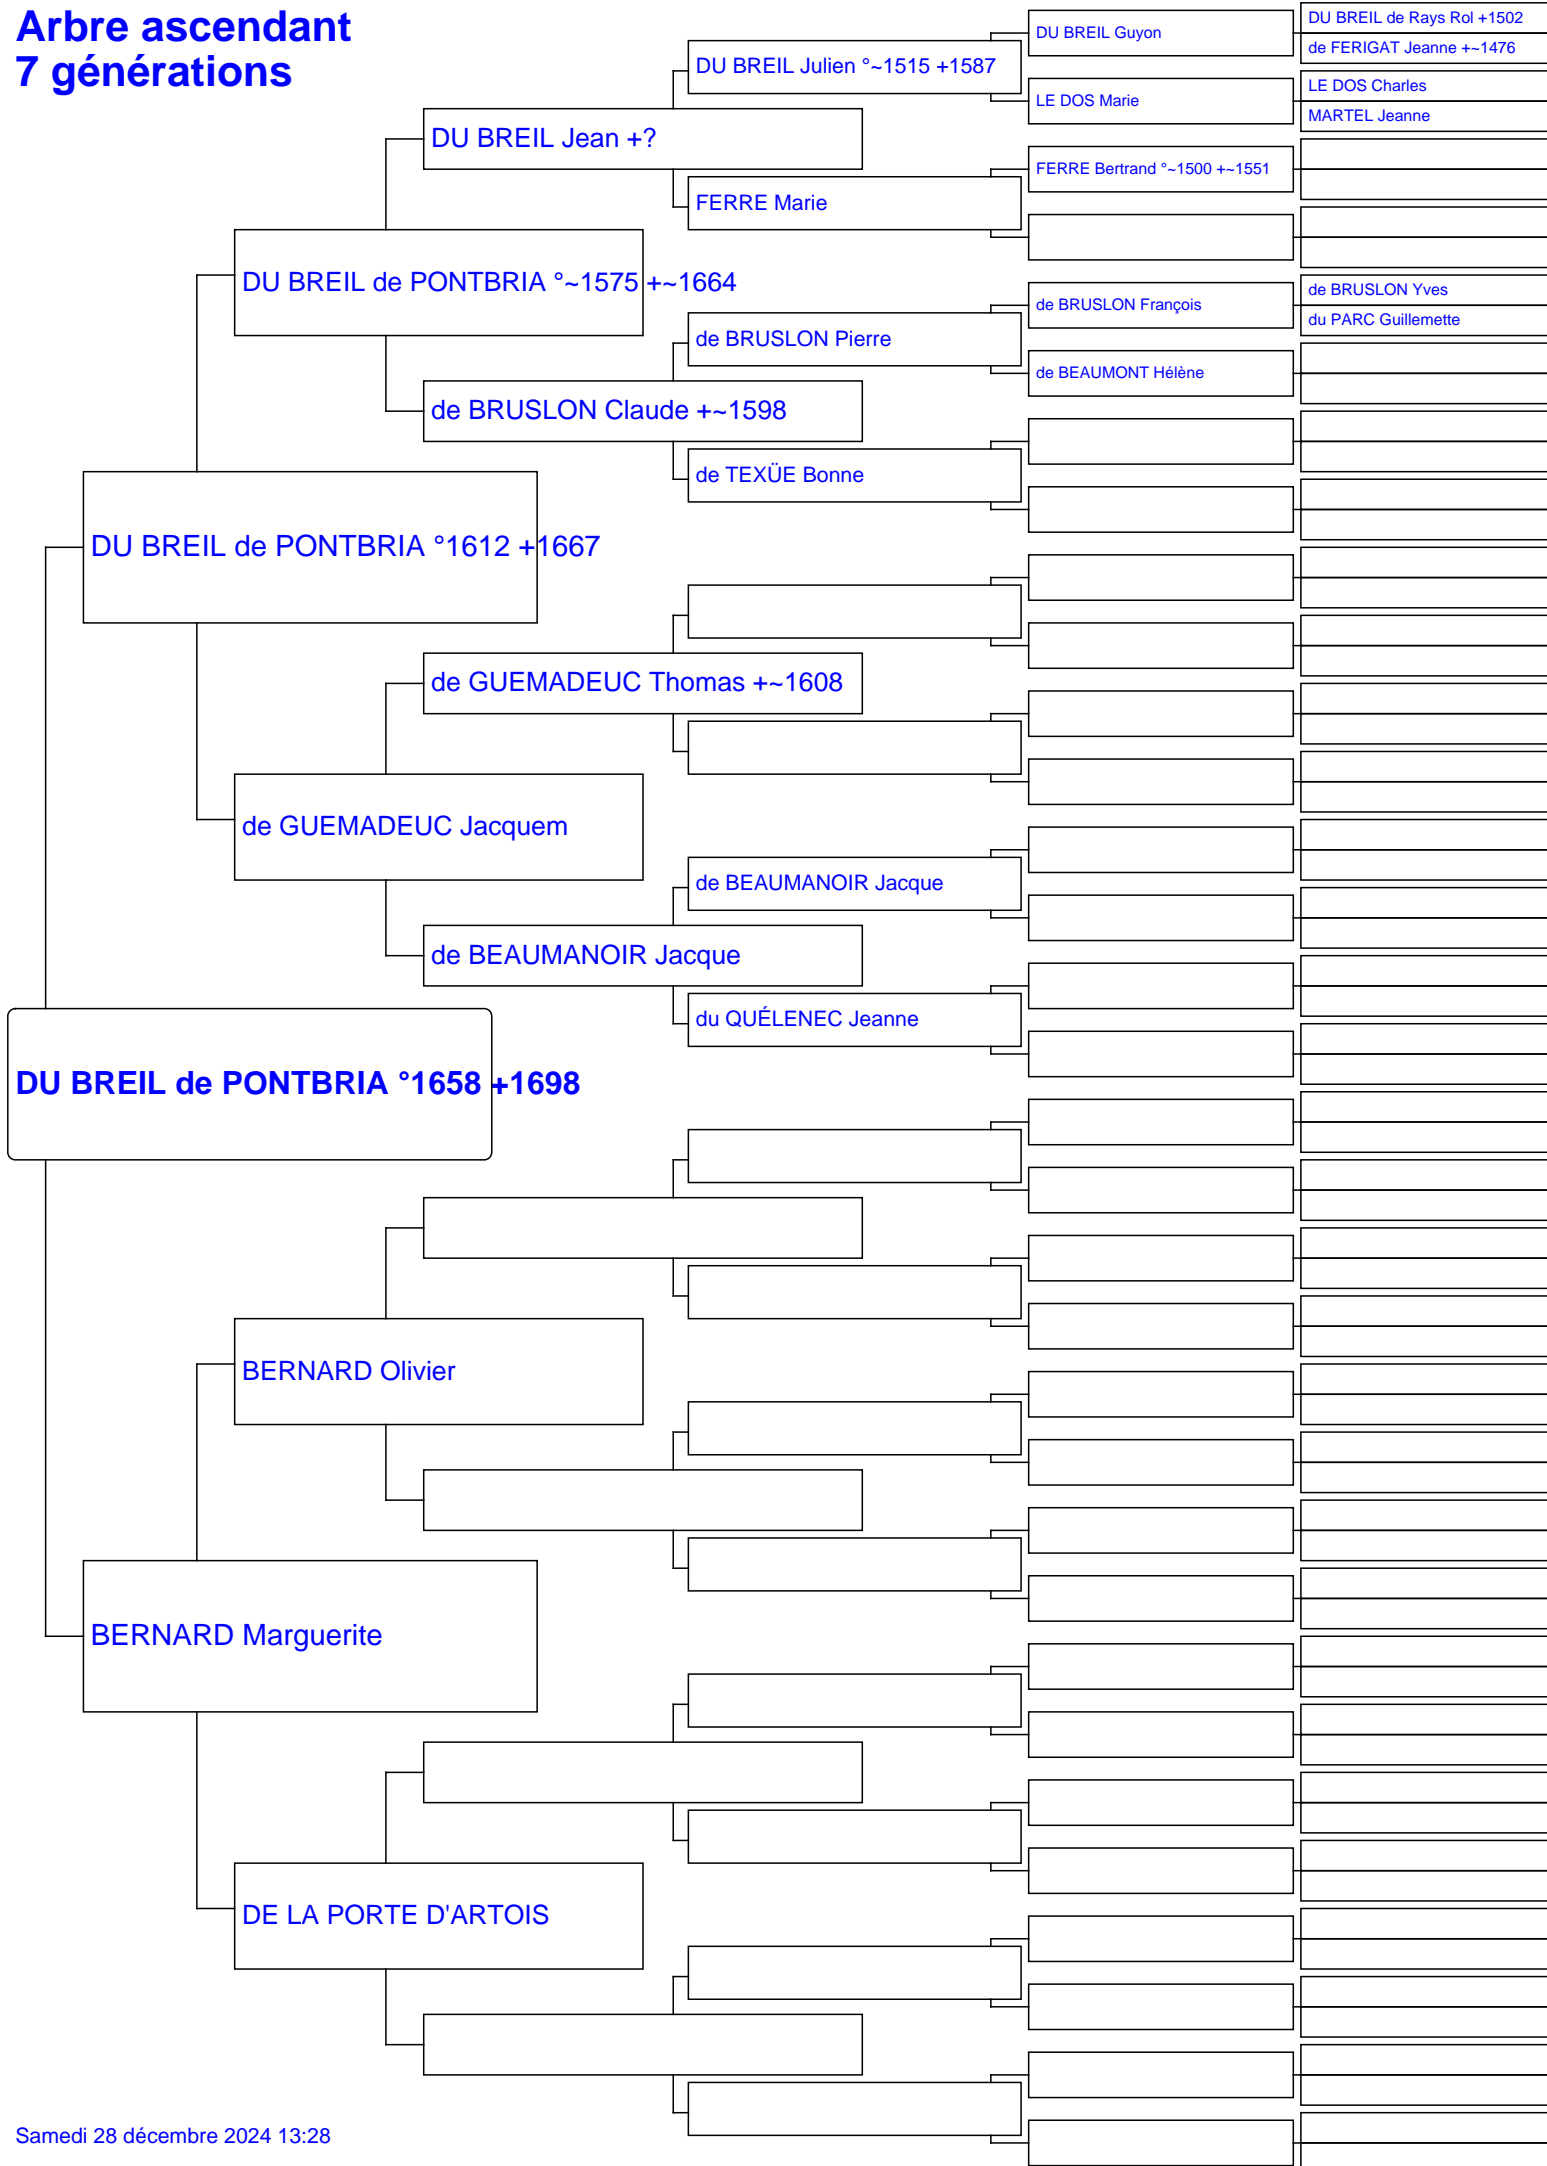 Arbre ascendant
7 générations
DU BREIL de Rays Rol +1502
DU BREIL Guyon
de FERIGAT Jeanne +~1476
DU BREIL Julien °~1515 +1587
LE DOS Charles
LE DOS Marie
MARTEL Jeanne
DU BREIL Jean +?
FERRE Bertrand °~1500 +~1551
FERRE Marie
DU BREIL de PONTBRIA °~1575 +~1664
de BRUSLON Yves
de BRUSLON François
du PARC Guillemette
de BRUSLON Pierre
de BEAUMONT Hélène
de BRUSLON Claude +~1598
de TEXÜE Bonne
DU BREIL de PONTBRIA °1612 +1667
de GUEMADEUC Thomas +~1608
de GUEMADEUC Jacquem
de BEAUMANOIR Jacque
de BEAUMANOIR Jacque
du QUÉLENEC Jeanne
DU BREIL de PONTBRIA °1658 +1698
BERNARD Olivier
BERNARD Marguerite
DE LA PORTE D'ARTOIS
Samedi 28 décembre 2024 13:28